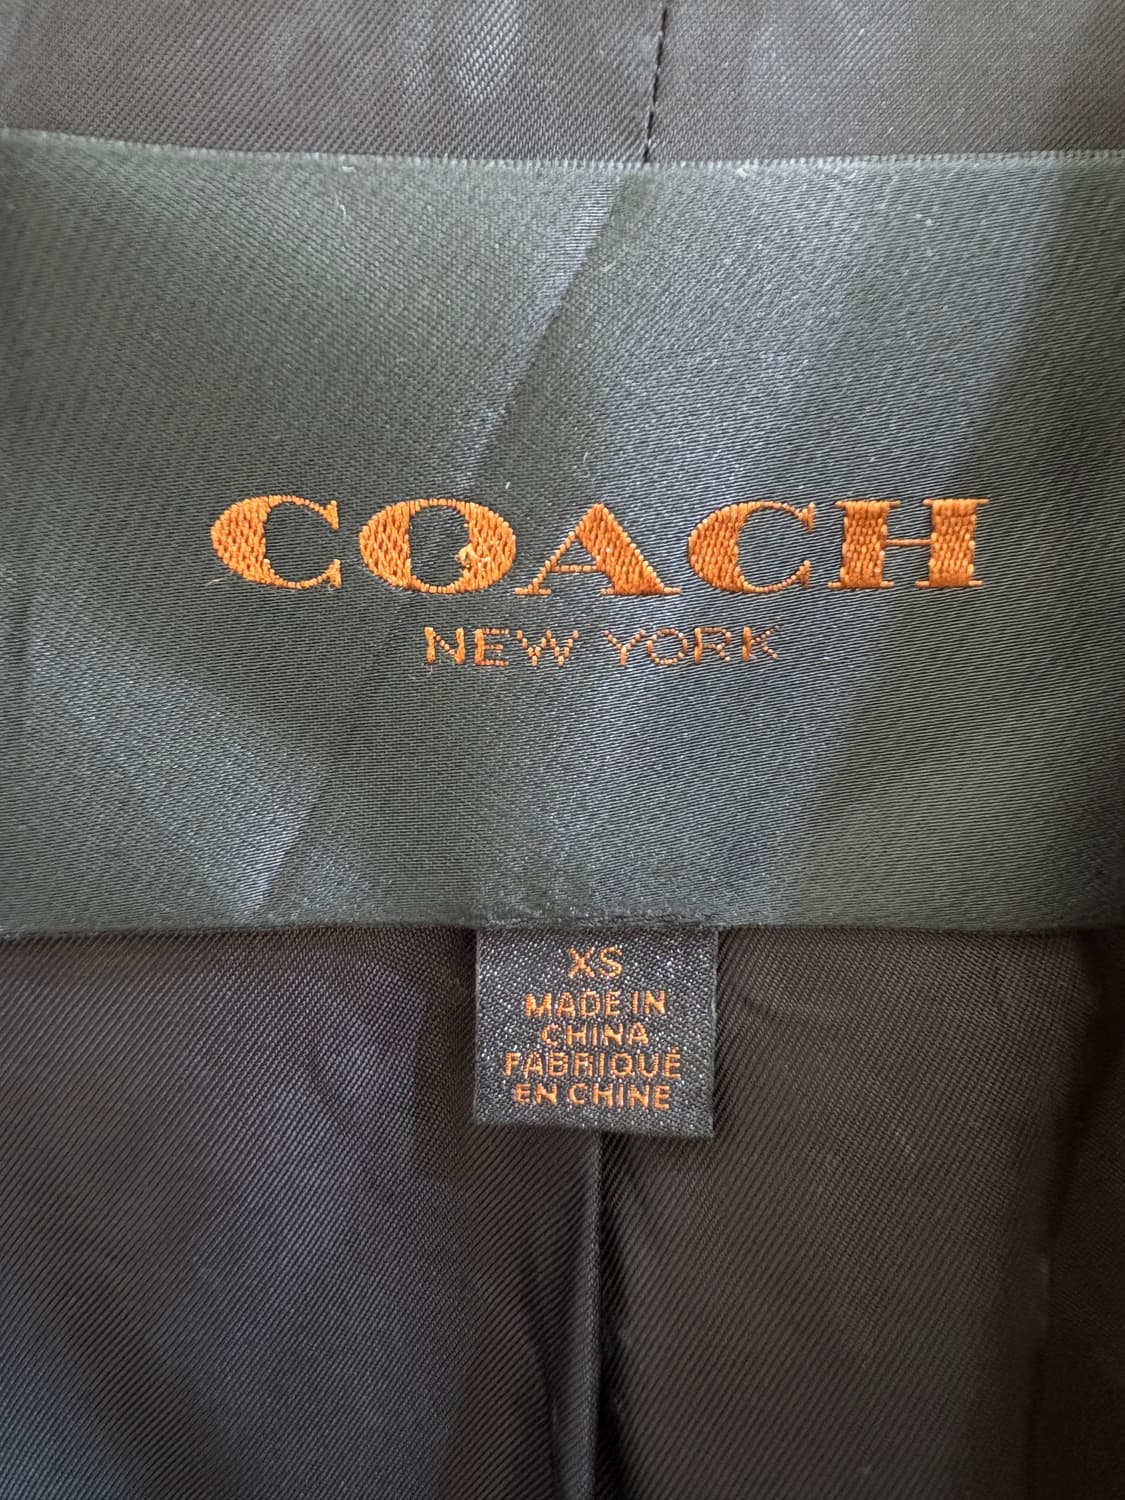 COACH
NEW YORK
XS
MADE IN
CHINA
FABRIQUÉ
EN CHINE